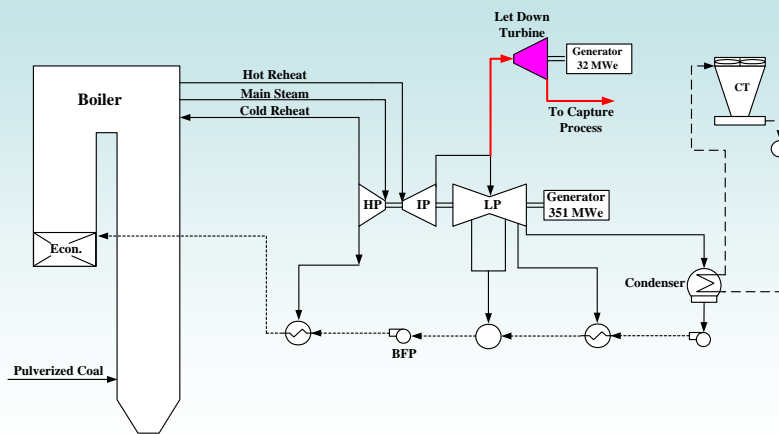 Let Down
Turbine
Generator
32 MWe
CT
Hot Reheat
Boiler
Main Steam
Cold Reheat
To Capture
Process
HP
IP
LP
Generator
351 MWe
Econ.
Condenser
BFP
Pulverized Coal